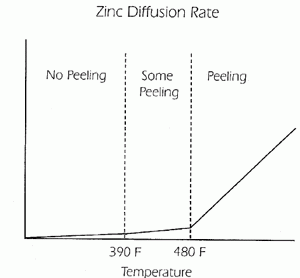 Zinc Diffusion Rate
No Peeling
Some
Peeling
Peeling
390 F
480 F
Temperature